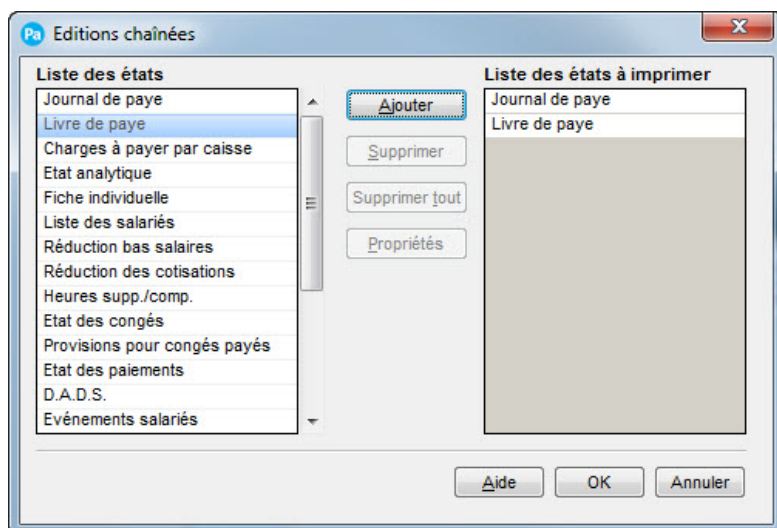 Pa Editions chaînées
Liste des états
Journal de paye
Livre de paye
Charges à payer par caisse
Etat analytique
Fiche individuelle
Liste des salariés
Réduction bas salaires
Réduction des cotisations
Heures supp./comp.
Etat des congés
Provisions pour congés payés
Etat des paiements
D.A.D.S.
Evénements salariés
Ajouter
Supprimer
Supprimer tout
Propriétés
Liste des états à imprimer
Journal de paye
Livre de paye
Aide
OK
Annuler